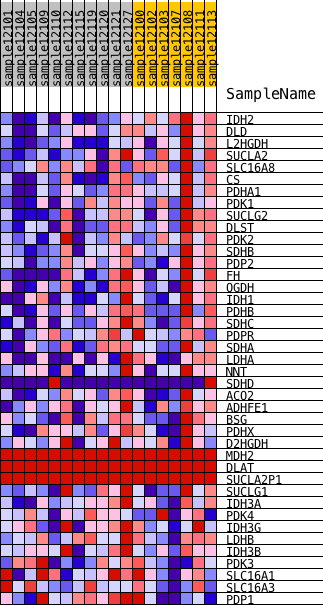 sample12101
sample12104
sample12105
sample12109
sample12112
sample12115
sample12119
sample12120
sample12121
sample12100
sample12102
sample12103
sample12107
sample12108
sample12111
sample12113
SampleName
IDH2
DLD
L2HGDH
SUCLA2
SLC16A8
CS
PDHA1
PDK1
SUCLG2
DLST
PDK2
SDHB
PDP2
FH
OGDH
IDH1
PDHB
SDHC
PDPR
SDHA
LDHA
NNT
SDHD
ACO2
ADHFE1
BSG
PDHX
D2HGDH
MDH2
DLAT
SUCLA2P1
SUCLG1
IDH3A
PDK4
IDH3G
LDHB
IDH3B
PDK3
SLC16A1
SLC16A3
PDP1